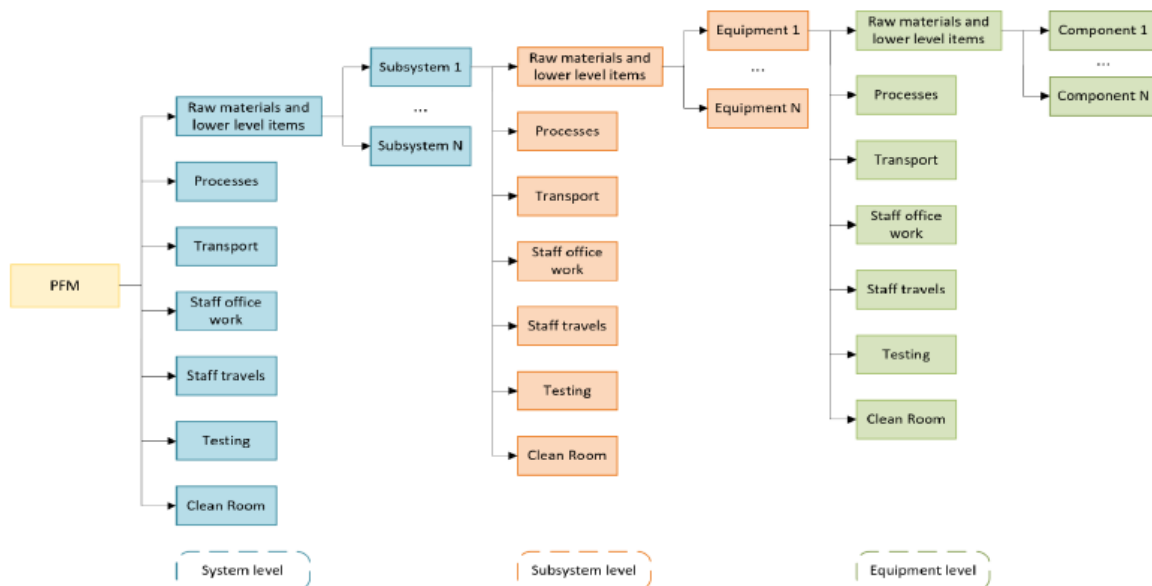 PFM
Raw materials and
lower level items
Processes
Transport
Staff office
work
Staff travels
Testing
Clean Room
Subsystem 1
...
Subsystem N
Raw materials and
lower level items
Processes
Transport
Staff office
work
Staff travels
Testing
Clean Room
Equipment 1
...
Equipment N
Raw materials and
lower level items
Processes
Transport
Staff office
work
Staff travels
Testing
Clean Room
Component 1
...
Component N
System level
Subsystem level
Equipment level